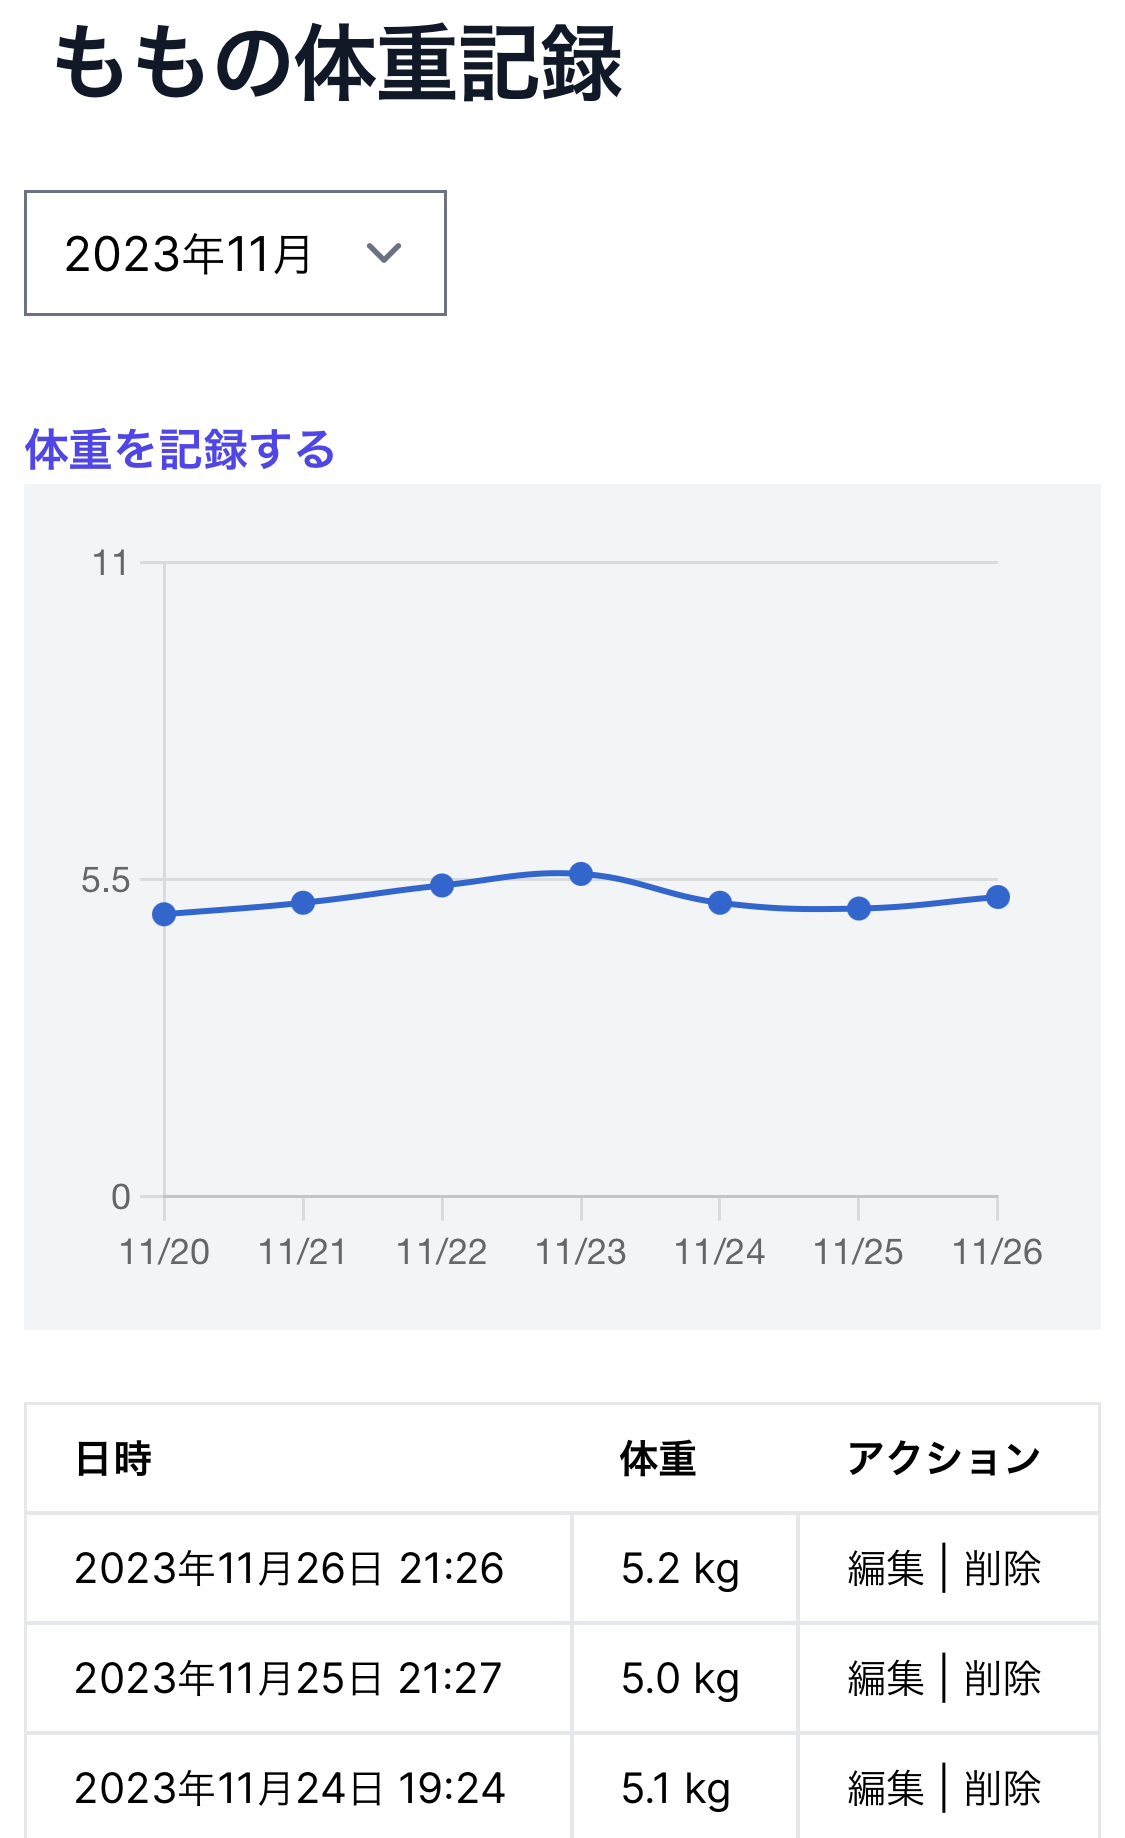 ももの体重記録
2023年11月
体重を記録する
11
5.5
0
11/20 11/21 11/22 11/23 11/24 11/25 11/26
日時 体重 アクション
2023年11月26日 21:26 5.2 kg 編集 | 削除
2023年11月25日 21:27 5.0 kg 編集 | 削除
2023年11月24日 19:24 5.1 kg 編集 | 削除